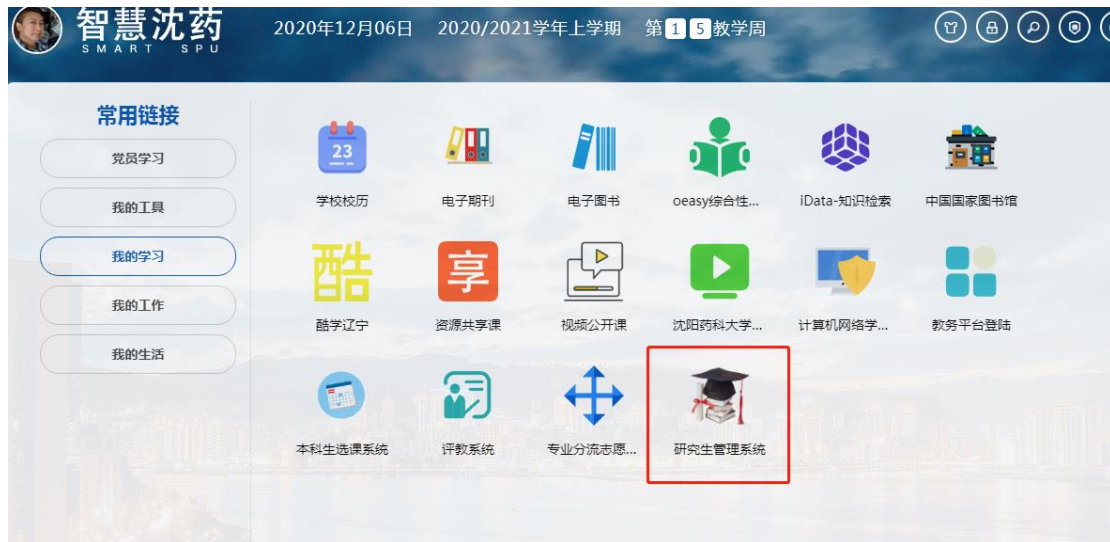 智慧沈药
SMART SPU
2020年12月06日 2020/2021学年上学期 第15教学周
常用链接
党员学习
我的工具
我的学习
我的工作
我的生活
23
学校校历 电子期刊 电子图书 oeasy综合性... iData-知识检索 中国国家图书馆
酷 享
酷学辽宁 资源共享课 视频公开课 沈阳药科大学... 计算机网络学... 教务平台登陆
本科生选课系统 评教系统 专业分流志愿... 研究生管理系统